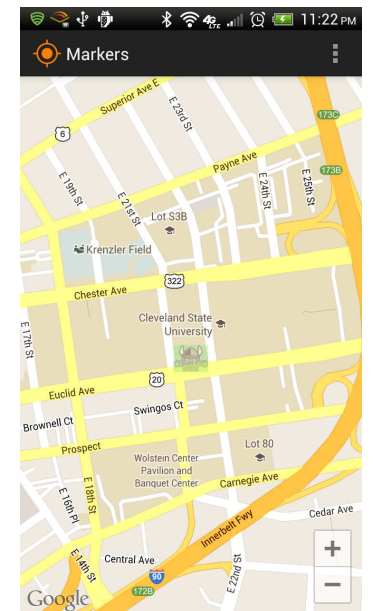 4G LTE 11:22 PM
Markers
Superior Ave E
E 23rd St
173C
6
Payne Ave
173B
E 19th St
E 21st St
E 24th St
E 25th St
Lot S3B
Krenzler Field
322
Chester Ave
Cleveland State
University
E 17th St
20
Euclid Ave
Swingos Ct
Brownell Ct
Prospect
Lot 80
Wolstein Center
Pavilion and
Banquet Center
Carnegie Ave
E 18th St
E 16th Pl
Innerbelt Fwy
Cedar Ave
E 14th St
Central Ave
90
E 22nd St
172B
+
−
Google